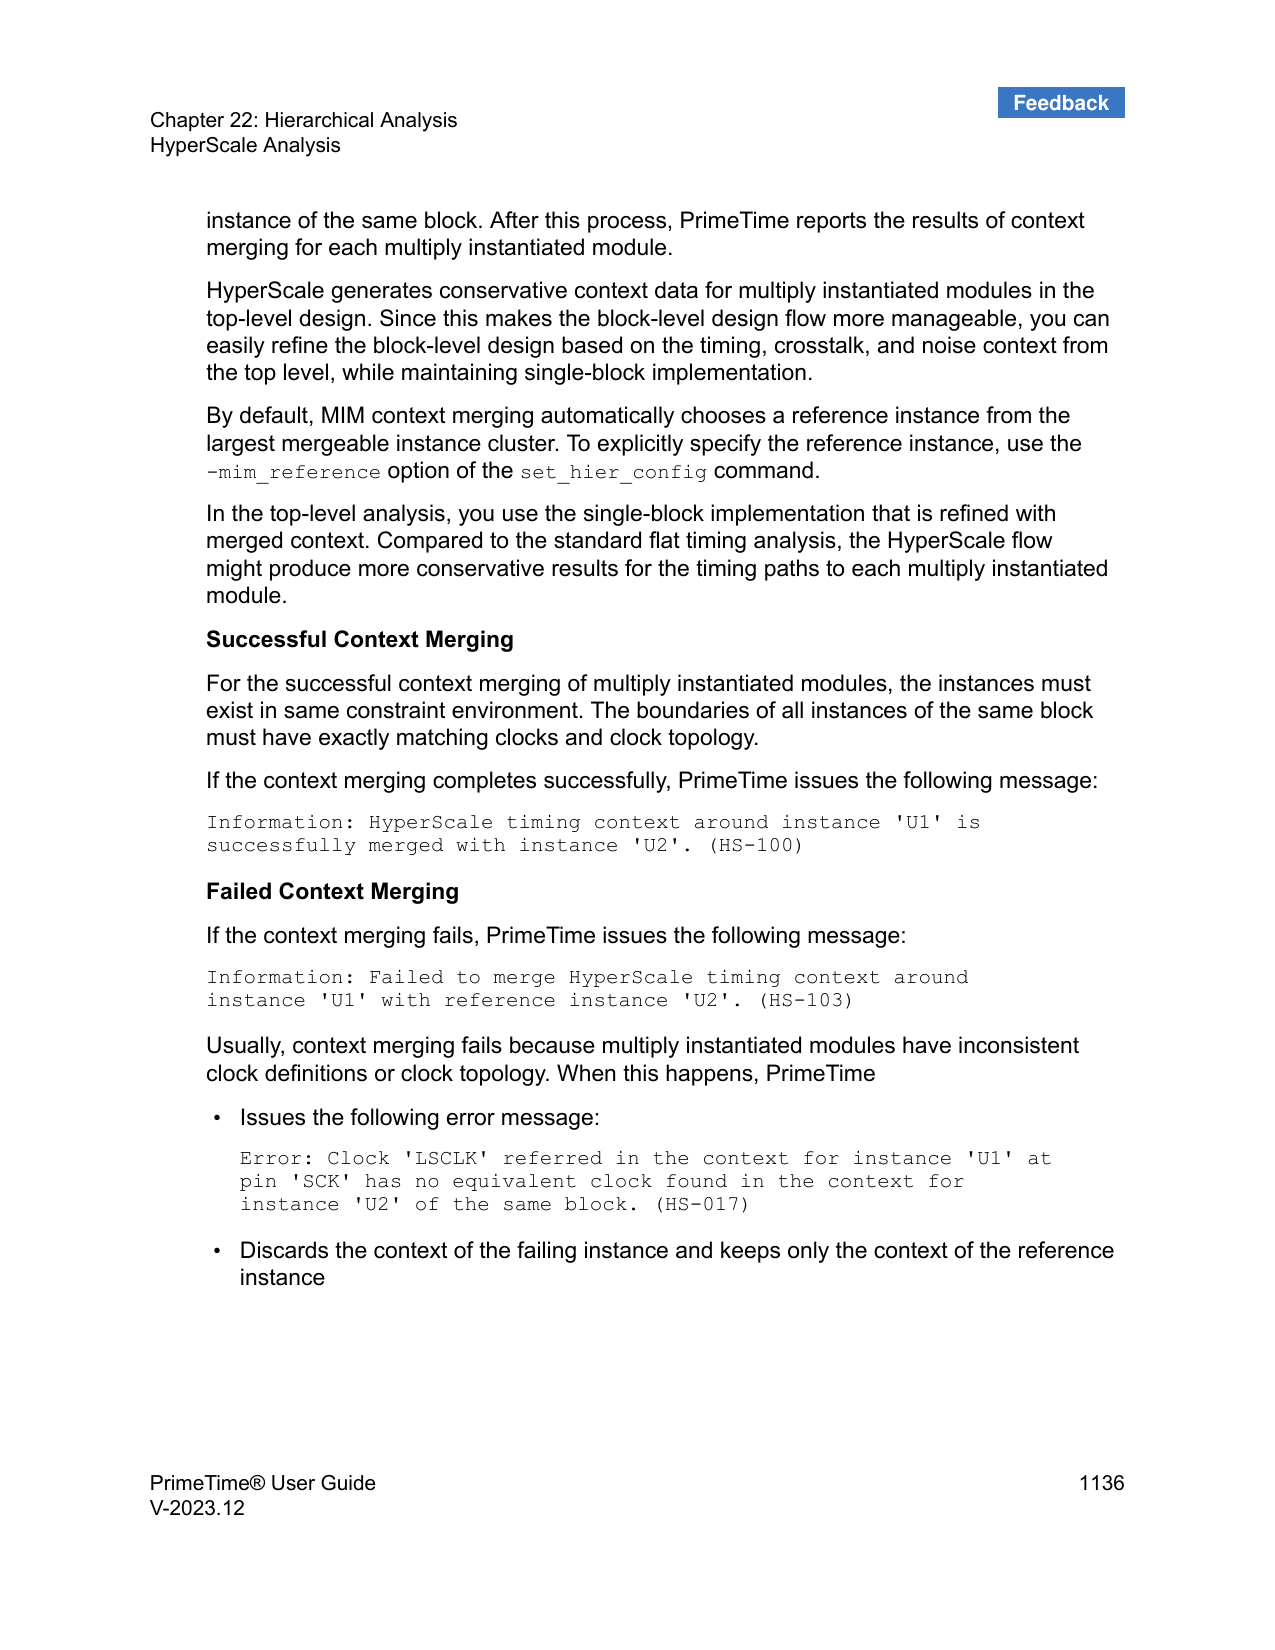 Feedback
Chapter 22: Hierarchical Analysis
HyperScale Analysis
instance of the same block. After this process, PrimeTime reports the results of context
merging for each multiply instantiated module.
HyperScale generates conservative context data for multiply instantiated modules in the
top-level design. Since this makes the block-level design flow more manageable, you can
easily refine the block-level design based on the timing, crosstalk, and noise context from
the top level, while maintaining single-block implementation.
By default, MIM context merging automatically chooses a reference instance from the
largest mergeable instance cluster. To explicitly specify the reference instance, use the
-mim_reference option of the set_hier_config command.
In the top-level analysis, you use the single-block implementation that is refined with
merged context. Compared to the standard flat timing analysis, the HyperScale flow
might produce more conservative results for the timing paths to each multiply instantiated
module.
Successful Context Merging
For the successful context merging of multiply instantiated modules, the instances must
exist in same constraint environment. The boundaries of all instances of the same block
must have exactly matching clocks and clock topology.
If the context merging completes successfully, PrimeTime issues the following message:
Information: HyperScale timing context around instance 'U1' is
successfully merged with instance 'U2'. (HS-100)
Failed Context Merging
If the context merging fails, PrimeTime issues the following message:
Information: Failed to merge HyperScale timing context around
instance 'U1' with reference instance 'U2'. (HS-103)
Usually, context merging fails because multiply instantiated modules have inconsistent
clock definitions or clock topology. When this happens, PrimeTime
• Issues the following error message:
Error: Clock 'LSCLK' referred in the context for instance 'U1' at
pin 'SCK' has no equivalent clock found in the context for
instance 'U2' of the same block. (HS-017)
• Discards the context of the failing instance and keeps only the context of the reference
instance
PrimeTime® User Guide
V-2023.12
1136